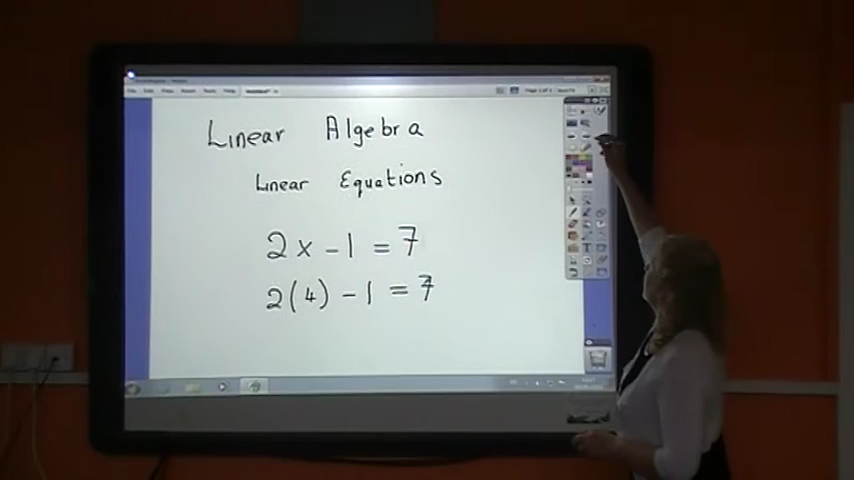 Linear Algebra
Linear Equations
2x - 1 = 7
2(4) - 1 = 7